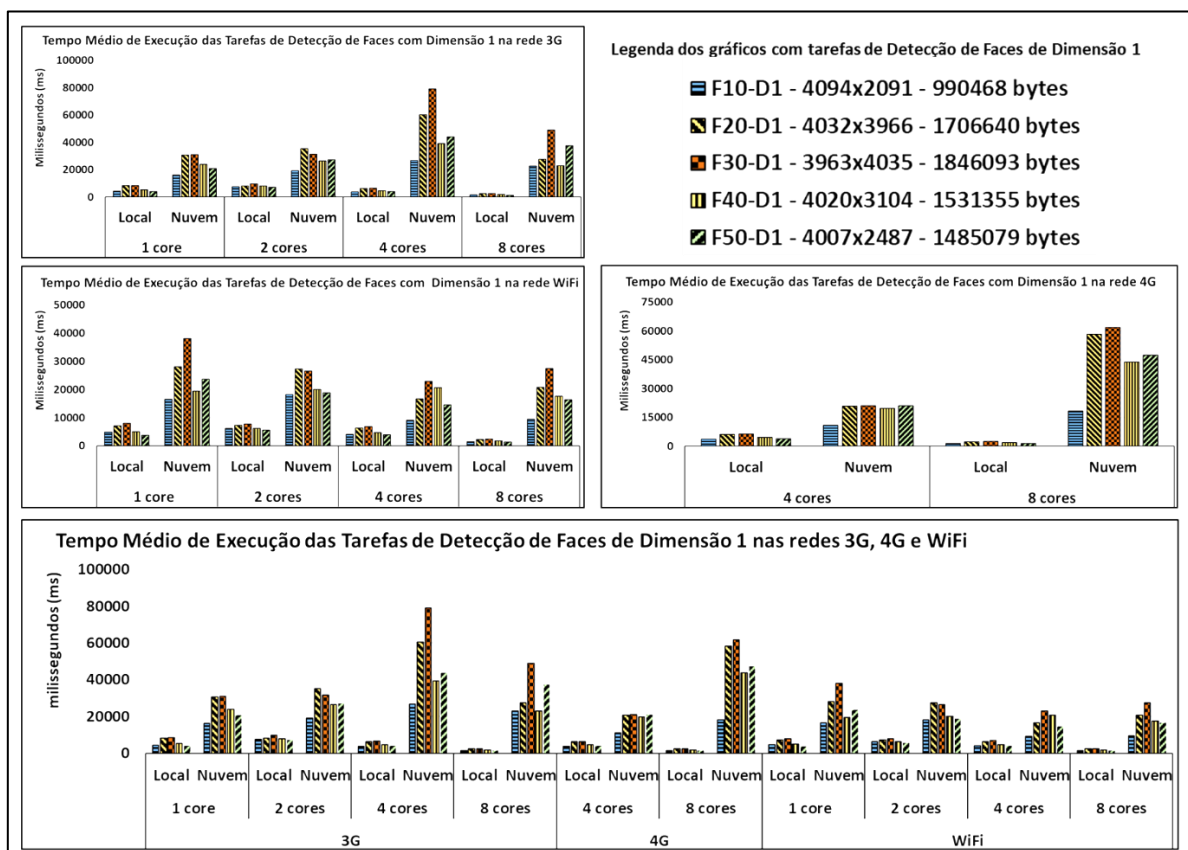 Tempo Médio de Execução das Tarefas de Detecção de Faces com Dimensão 1 na rede 3G
Milissegundos (ms)
100000
80000
60000
40000
20000
0
Local Nuvem Local Nuvem Local Nuvem Local Nuvem
1 core 2 cores 4 cores 8 cores
Legenda dos gráficos com tarefas de Detecção de Faces de Dimensão 1
F10-D1 - 4094x2091 - 990468 bytes
F20-D1 - 4032x3966 - 1706640 bytes
F30-D1 - 3963x4035 - 1846093 bytes
F40-D1 - 4020x3104 - 1531355 bytes
F50-D1 - 4007x2487 - 1485079 bytes
Tempo Médio de Execução das Tarefas de Detecção de Faces com Dimensão 1 na rede WiFi
Milissegundos (ms)
50000
40000
30000
20000
10000
0
Local Nuvem Local Nuvem Local Nuvem Local Nuvem
1 core 2 cores 4 cores 8 cores
Tempo Médio de Execução das Tarefas de Detecção de Faces com Dimensão 1 na rede 4G
Milissegundos (ms)
75000
60000
45000
30000
15000
0
Local Nuvem Local Nuvem
4 cores 8 cores
Tempo Médio de Execução das Tarefas de Detecção de Faces de Dimensão 1 nas redes 3G, 4G e WiFi
milissegundos (ms)
100000
80000
60000
40000
20000
0
Local Nuvem Local Nuvem Local Nuvem Local Nuvem Local Nuvem Local Nuvem Local Nuvem Local Nuvem Local Nuvem Local Nuvem
1 core 2 cores 4 cores 8 cores 4 cores 8 cores 1 core 2 cores 4 cores 8 cores
3G 4G WiFi